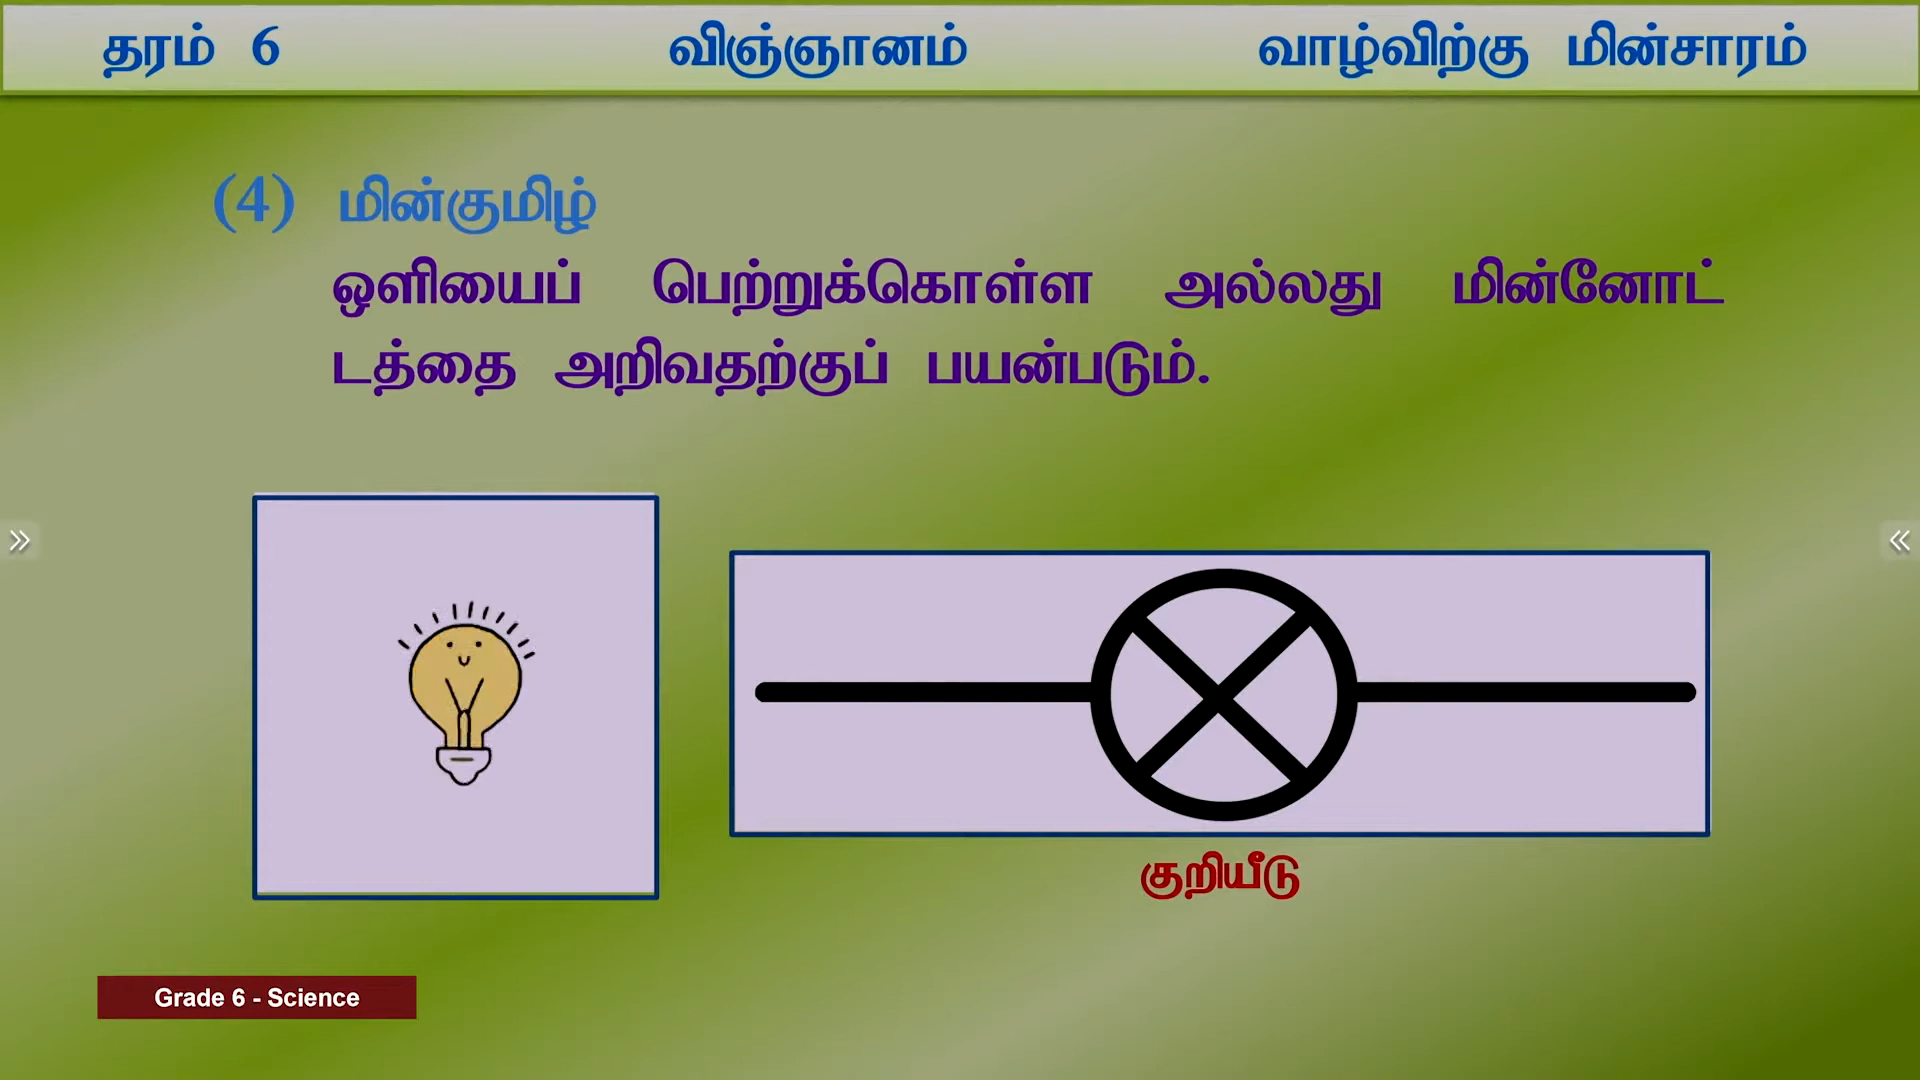 தரம் 6 விஞ்ஞானம் வாழ்விற்கு மின்சாரம்
(4) மின்குமிழ்
ஒளியைப் பெற்றுக்கொள்ள அல்லது மின்னோட்
டத்தை அறிவதற்குப் பயன்படும்.
குறியீடு
Grade 6 - Science